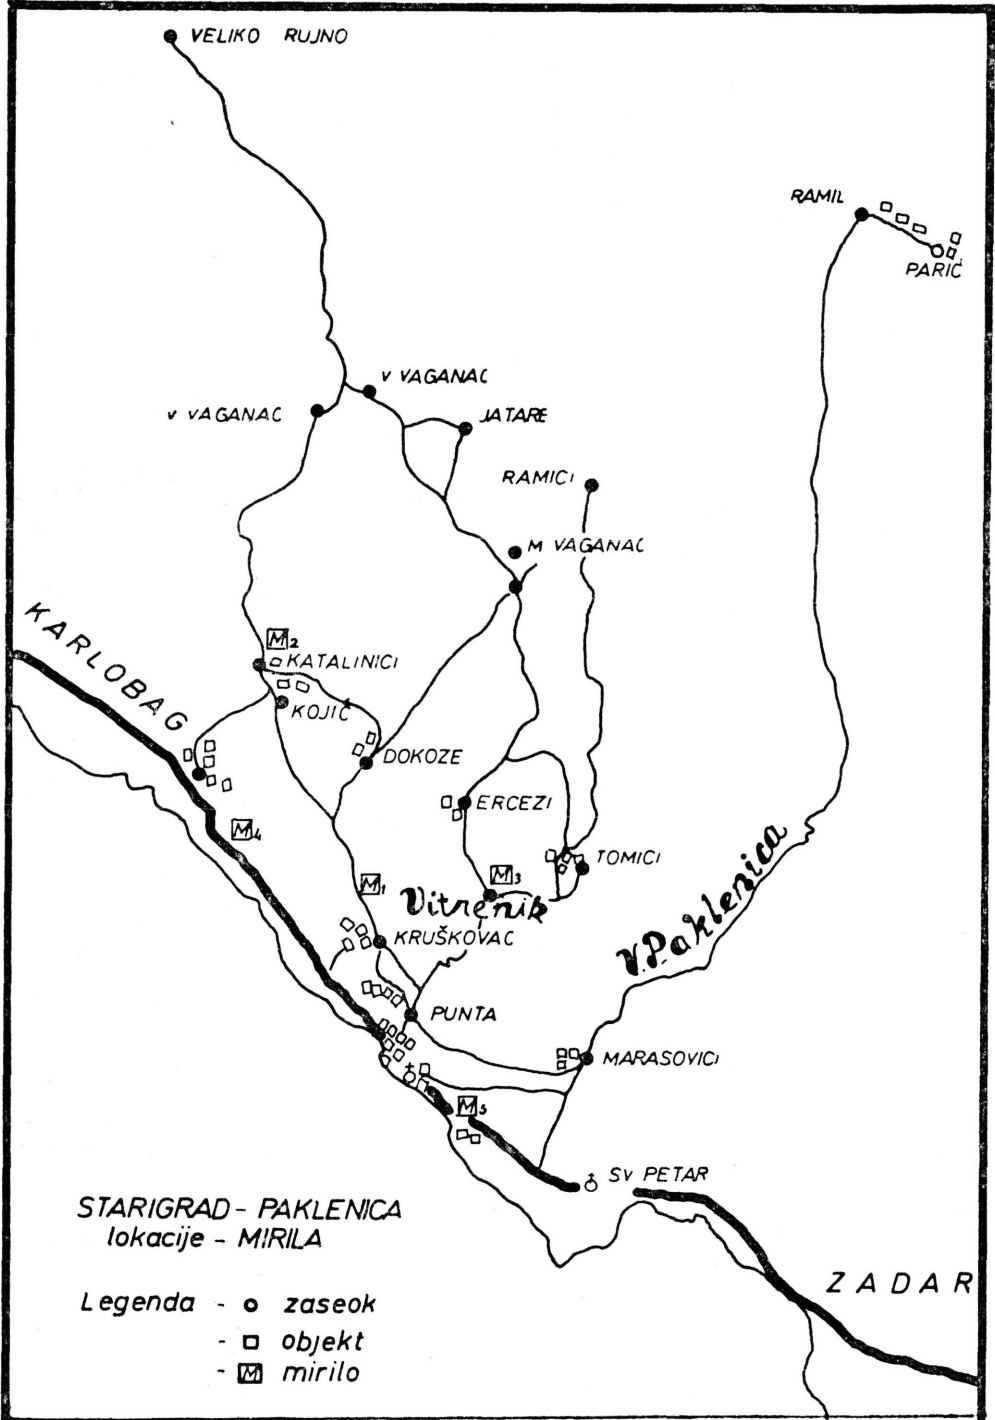 VELIKO RUJNO
RAMIL
PARIĆ
V VAGANAC
V VAGANAC
JATARE
RAMICI
M VAGANAC
KARLOBAG
M2
KATALINICI
KOJIĆ
DOKOZE
ERCEZI
M4
TOMICI
M3
M1
Vitrenik
V. Paklenica
KRUŠKOVAC
PUNTA
MARASOVICI
M5
SV PETAR
STARIGRAD - PAKLENICA
lokacije - MIRILA
ZADAR
Legenda - zaseok
- objekt
- M mirilo